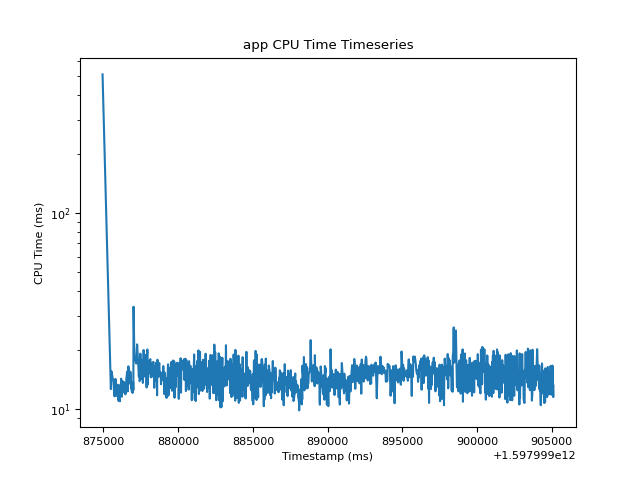 app CPU Time Timeseries
CPU Time (ms)
10²
10¹
875000 880000 885000 890000 895000 900000 905000
Timestamp (ms)
+1.597999e12